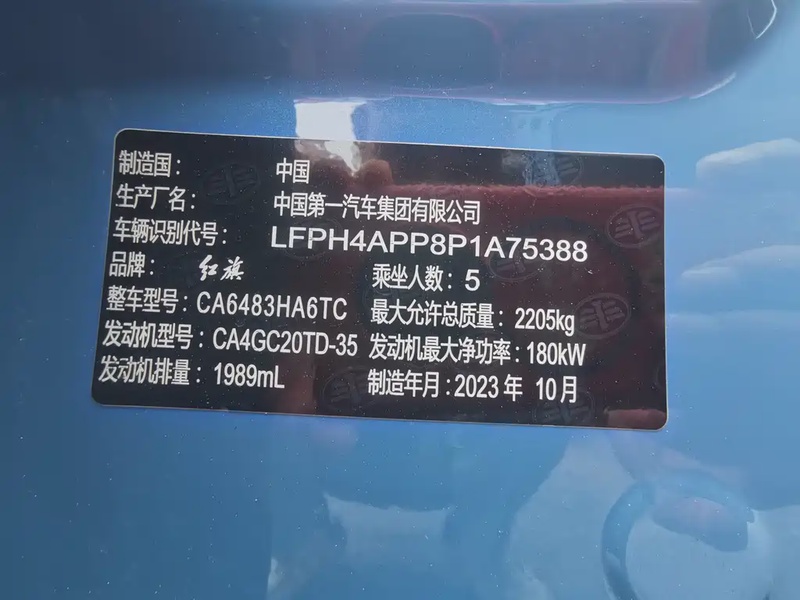 制造国： 中国
生产厂名： 中国第一汽车集团有限公司
车辆识别代号： LFPH4APP8P1A75388
品牌： 红旗 乘坐人数：5
整车型号：CA6483HA6TC 最大允许总质量：2205kg
发动机型号：CA4GC20TD-35 发动机最大净功率：180kW
发动机排量：1989mL 制造年月：2023年 10月